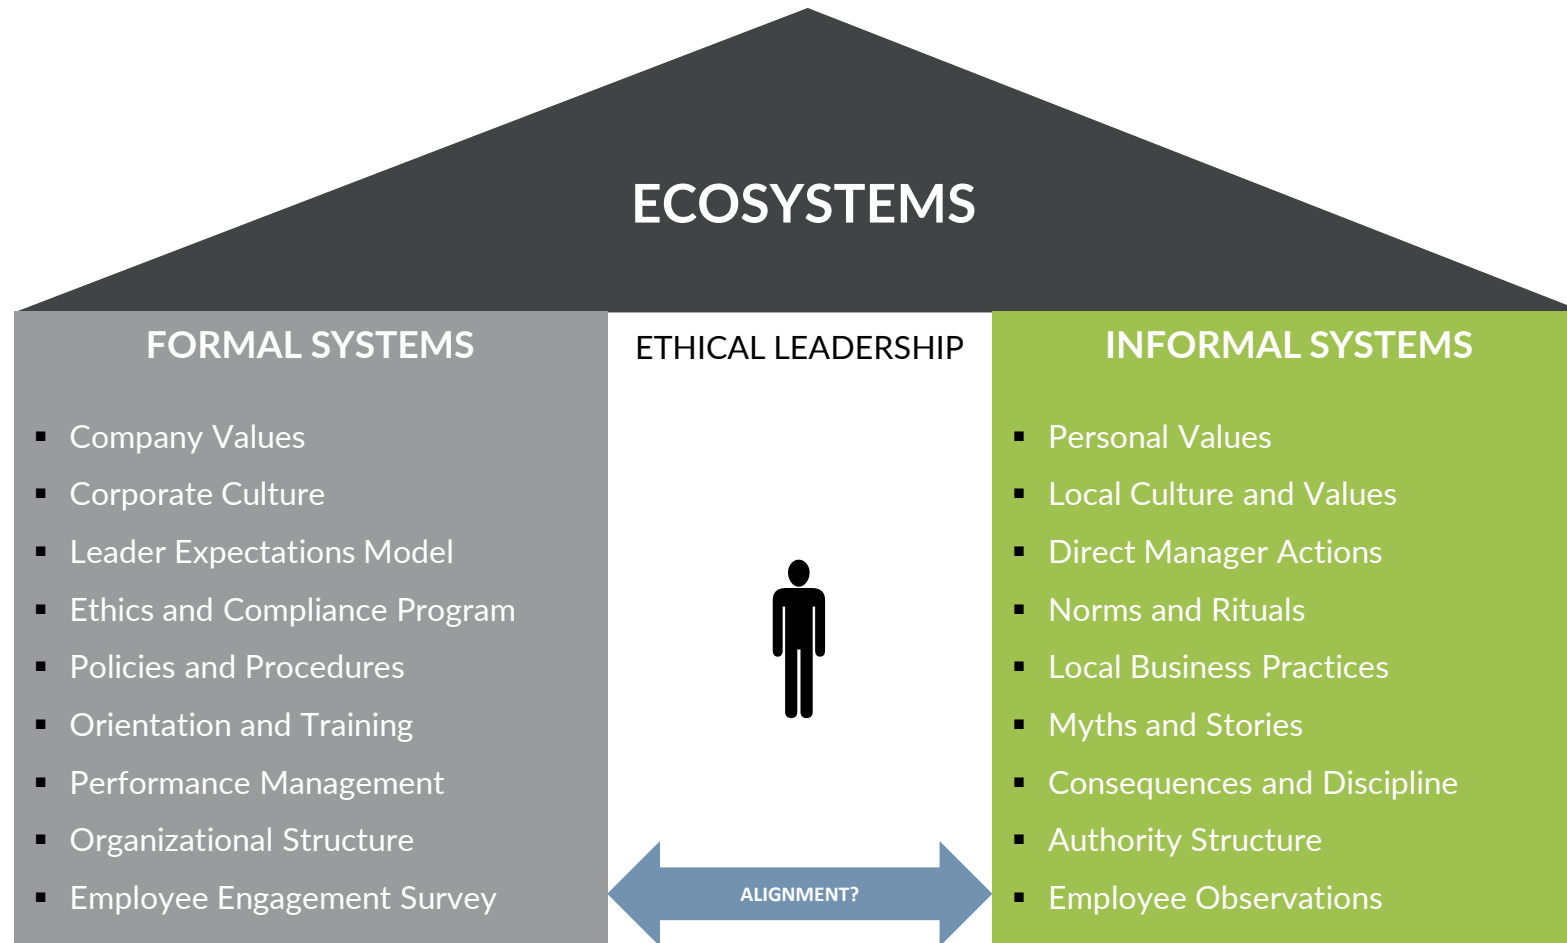 ECOSYSTEMS
FORMAL SYSTEMS
▪ Company Values
▪ Corporate Culture
▪ Leader Expectations Model
▪ Ethics and Compliance Program
▪ Policies and Procedures
▪ Orientation and Training
▪ Performance Management
▪ Organizational Structure
▪ Employee Engagement Survey
ETHICAL LEADERSHIP
ALIGNMENT?
INFORMAL SYSTEMS
▪ Personal Values
▪ Local Culture and Values
▪ Direct Manager Actions
▪ Norms and Rituals
▪ Local Business Practices
▪ Myths and Stories
▪ Consequences and Discipline
▪ Authority Structure
▪ Employee Observations